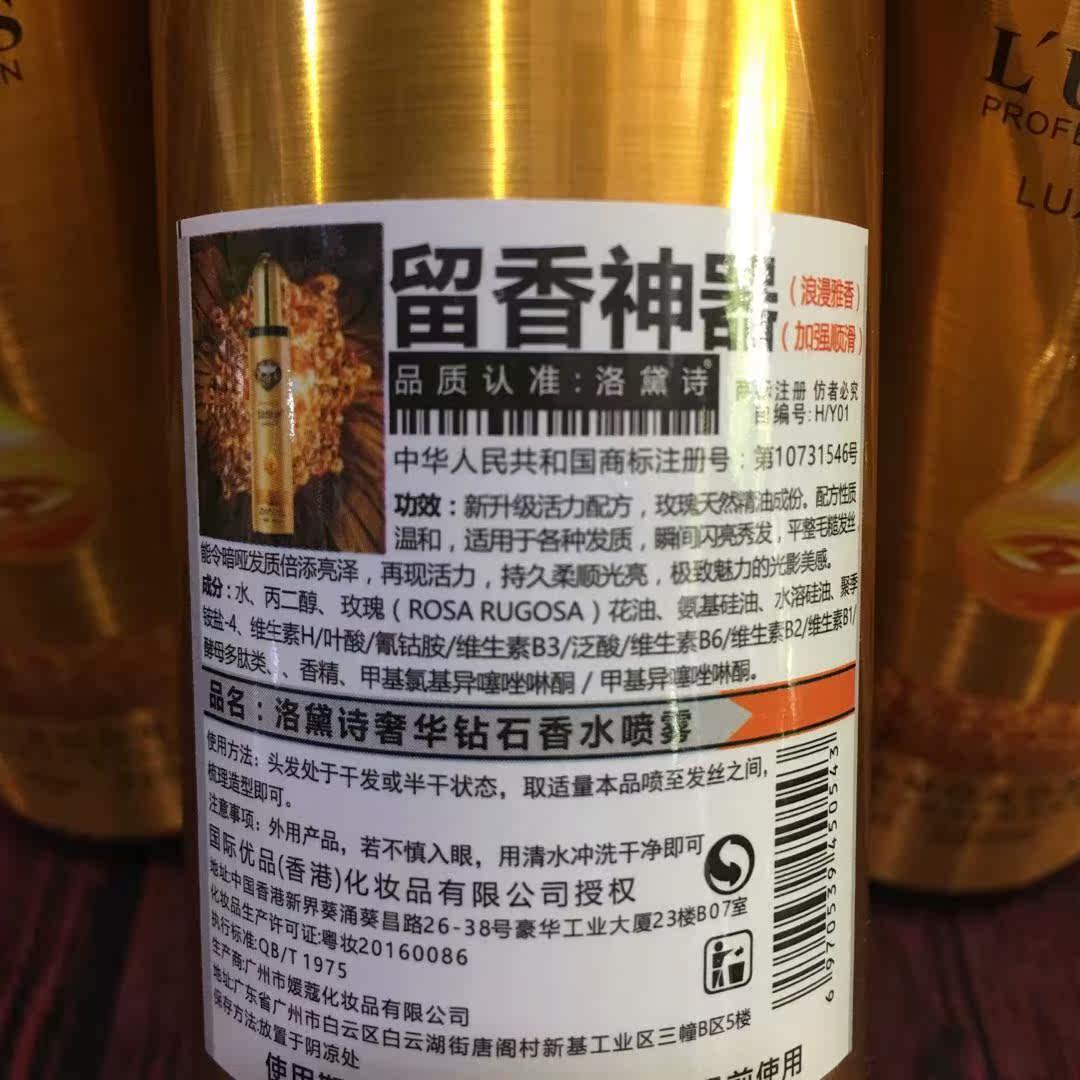 S
N
L'U
PROFE
LUX
留香神器
(浪漫雅香)
(加强顺滑)
品质认准:洛黛诗
注册 仿者必究
编号:H/Y01
中华人民共和国商标注册号:第10731546号
功效:新升级活力配方,玫瑰天然精油成份。配方性质
温和,适用于各种发质,瞬间闪亮秀发,平整毛糙发丝
能令暗哑发质倍添亮泽,再现活力,持久柔顺光亮,极致魅力的光影美感。
成分:水、丙二醇、玫瑰(ROSA RUGOSA)花油、氨基硅油、水溶硅油、聚季
铵盐-4、维生素H/叶酸/氰钴胺/维生素B3/泛酸/维生素B6/维生素B2/维生素B1/
酵母多肽类、、香精、甲基氯基异噻唑啉酮/甲基异噻唑啉酮。
品名:洛黛诗奢华钻石香水喷雾
使用方法:头发处于干发或半干状态,取适量本品喷至发丝之间,
梳理造型即可。
注意事项:外用产品,若不慎入眼,用清水冲洗干净即可
国际优品(香港)化妆品有限公司授权
地址:中国香港新界葵涌葵昌路26-38号豪华工业大厦23楼B07室
化妆品生产许可证:粤妆20160086
执行标准:QB/T 1975
生产商:广州市嫒蔻化妆品有限公司
地址:广东省广州市白云区白云湖街唐阁村新基工业区三幢B区5楼
保存方法:放置于阴凉处
6970539450543
使用
前使用